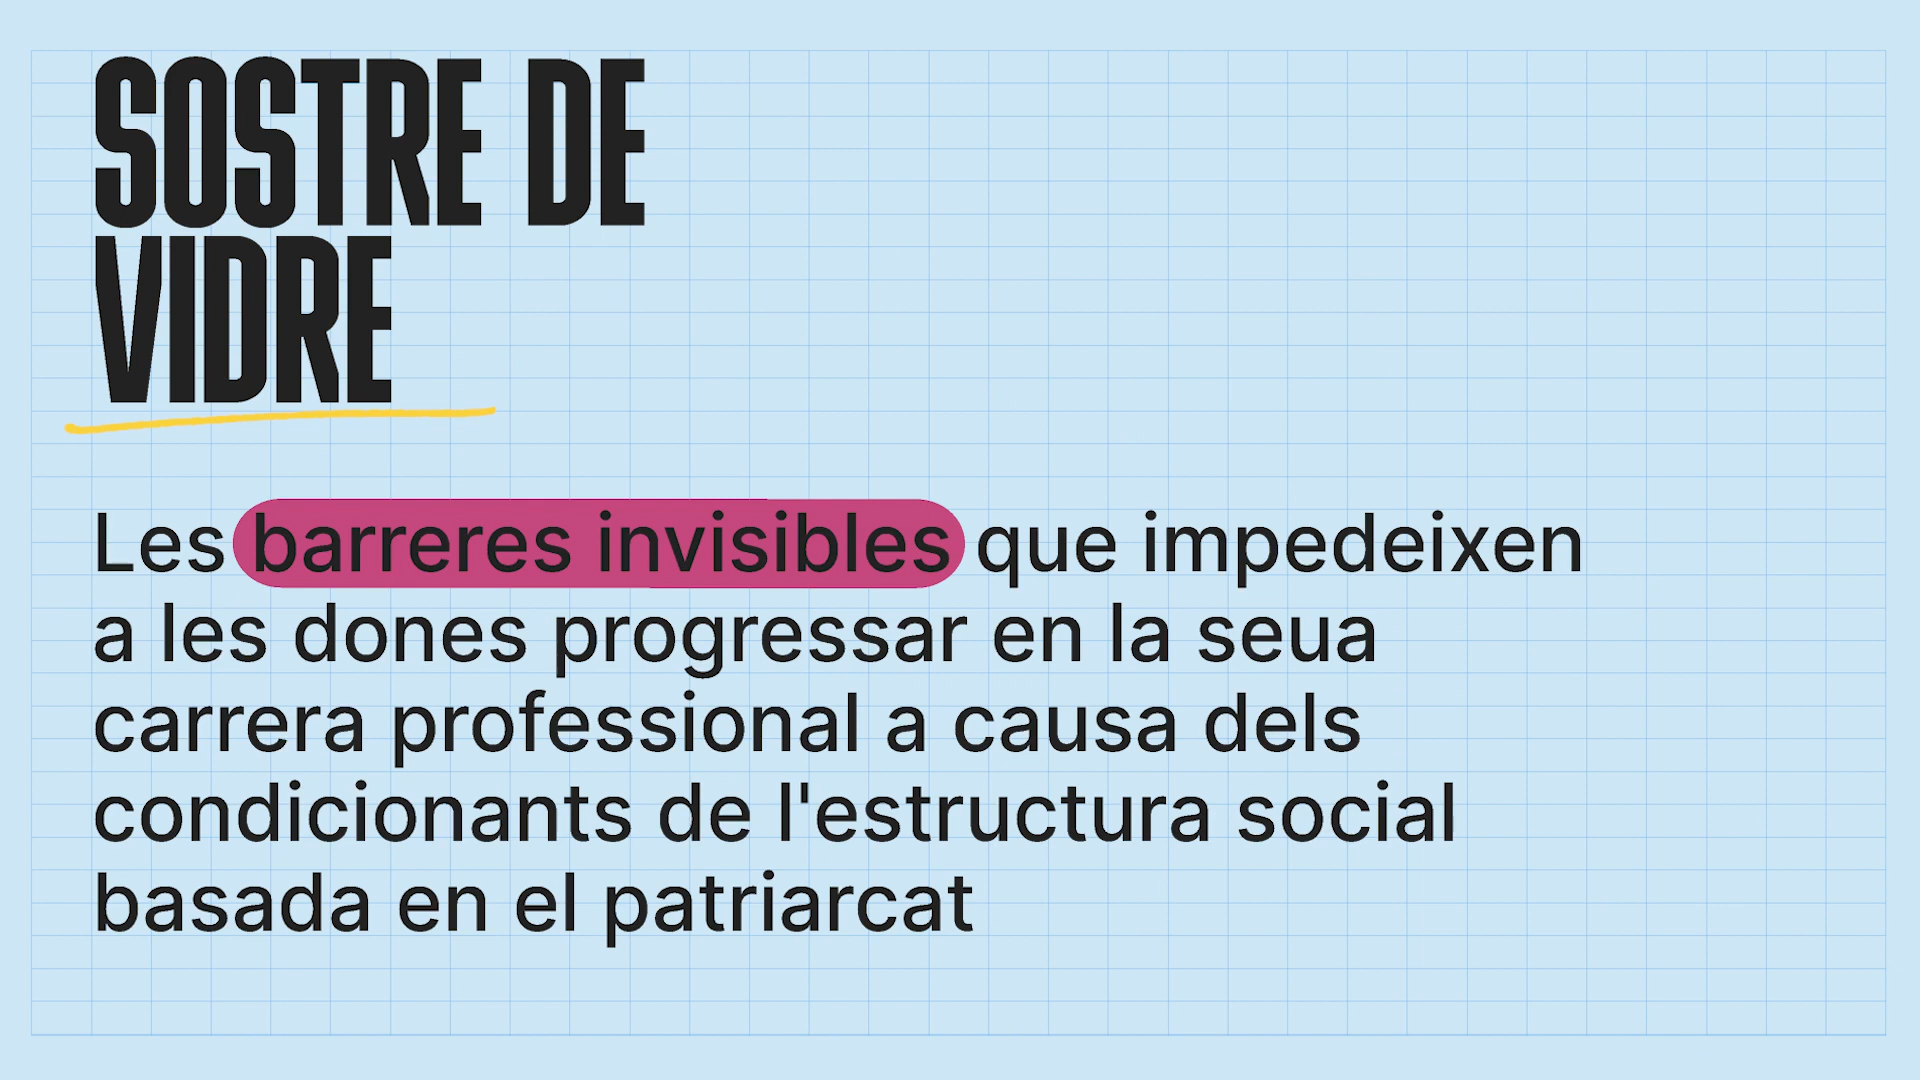 SOSTRE DE
VIDRE
Les barreres invisibles que impedeixen
a les dones progressar en la seua
carrera professional a causa dels
condicionants de l'estructura social
basada en el patriarcat